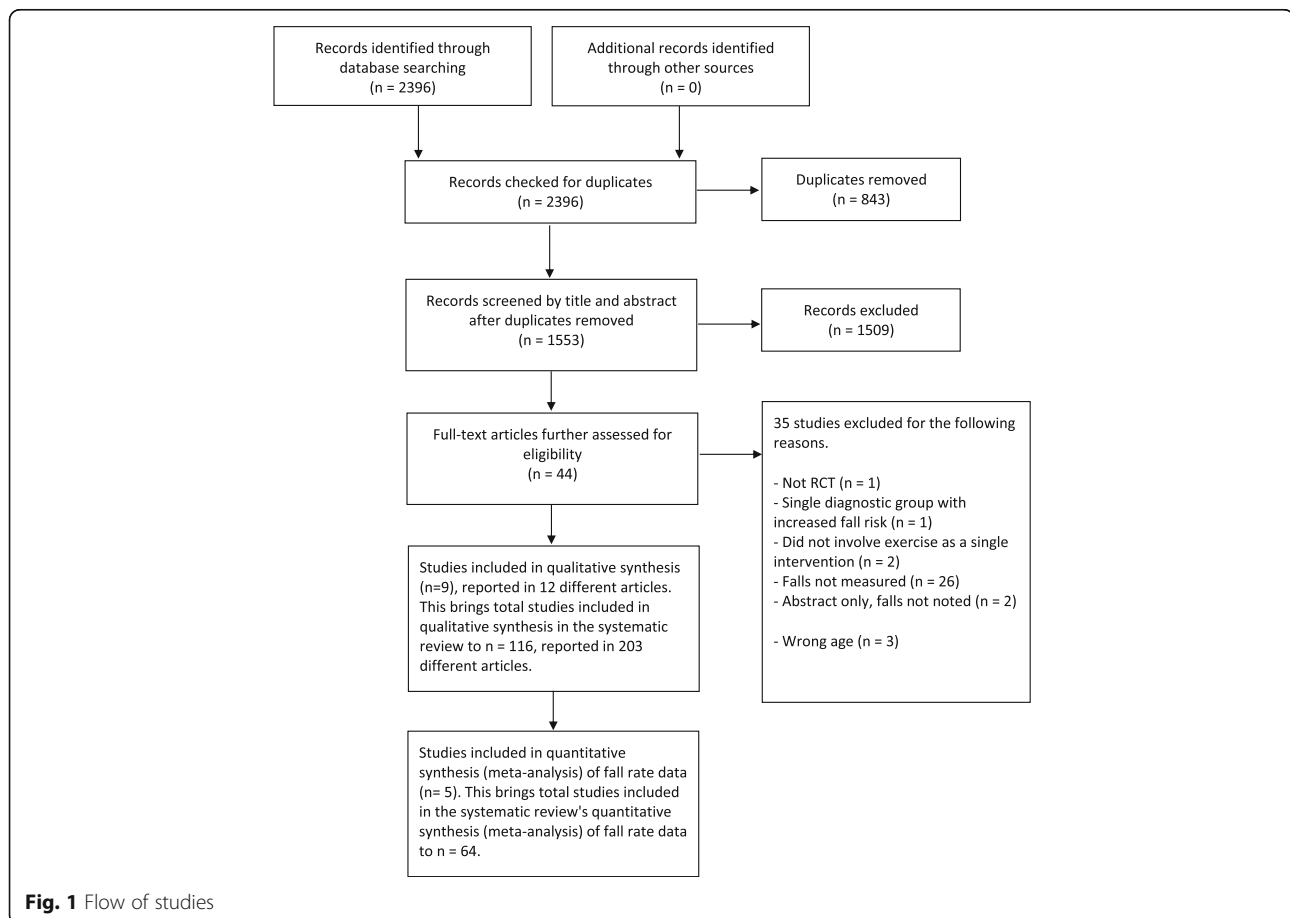 Records identified through
database searching
(n = 2396)
Additional records identified
through other sources
(n = 0)
Records checked for duplicates
(n = 2396)
Duplicates removed
(n = 843)
Records screened by title and abstract
after duplicates removed
(n = 1553)
Records excluded
(n = 1509)
Full-text articles further assessed for
eligibility
(n = 44)
35 studies excluded for the following
reasons.
- Not RCT (n = 1)
- Single diagnostic group with
increased fall risk (n = 1)
- Did not involve exercise as a single
intervention (n = 2)
- Falls not measured (n = 26)
- Abstract only, falls not noted (n = 2)
- Wrong age (n = 3)
Studies included in qualitative synthesis
(n=9), reported in 12 different articles.
This brings total studies included in
qualitative synthesis in the systematic
review to n = 116, reported in 203
different articles.
Studies included in quantitative
synthesis (meta-analysis) of fall rate data
(n= 5). This brings total studies included
in the systematic review's quantitative
synthesis (meta-analysis) of fall rate data
to n = 64.
Fig. 1 Flow of studies